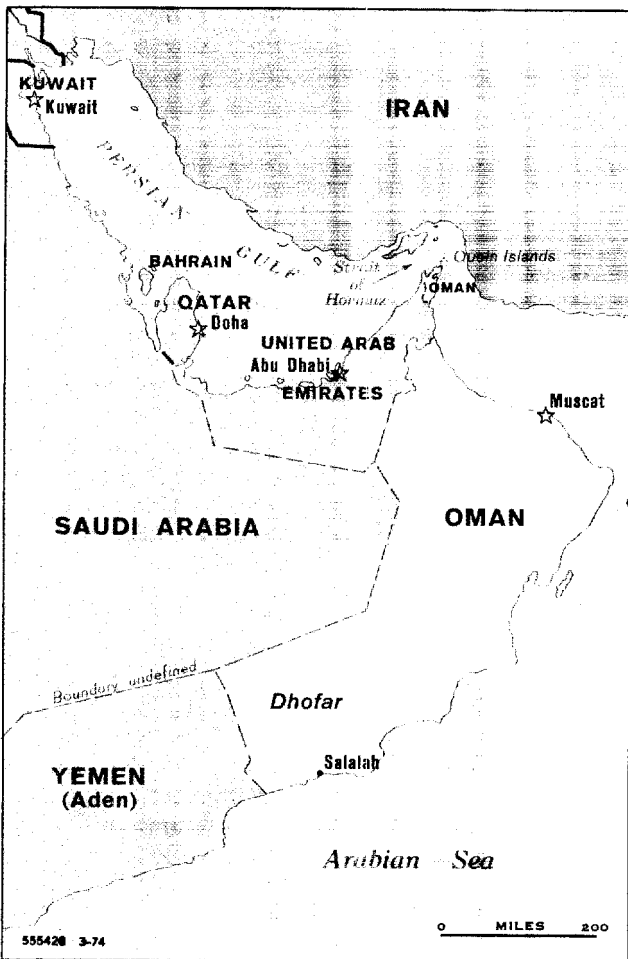 KUWAIT
Kuwait
IRAN
PERSIAN
GULF
BAHRAIN
QATAR
Doha
Strait
of
Hormuz
Quoin Islands
OMAN
UNITED ARAB
Abu Dhabi
EMIRATES
Muscat
SAUDI ARABIA
OMAN
Boundary undefined
Dhofar
Salalah
YEMEN
(Aden)
Arabian Sea
0 MILES 200
555428 3-74